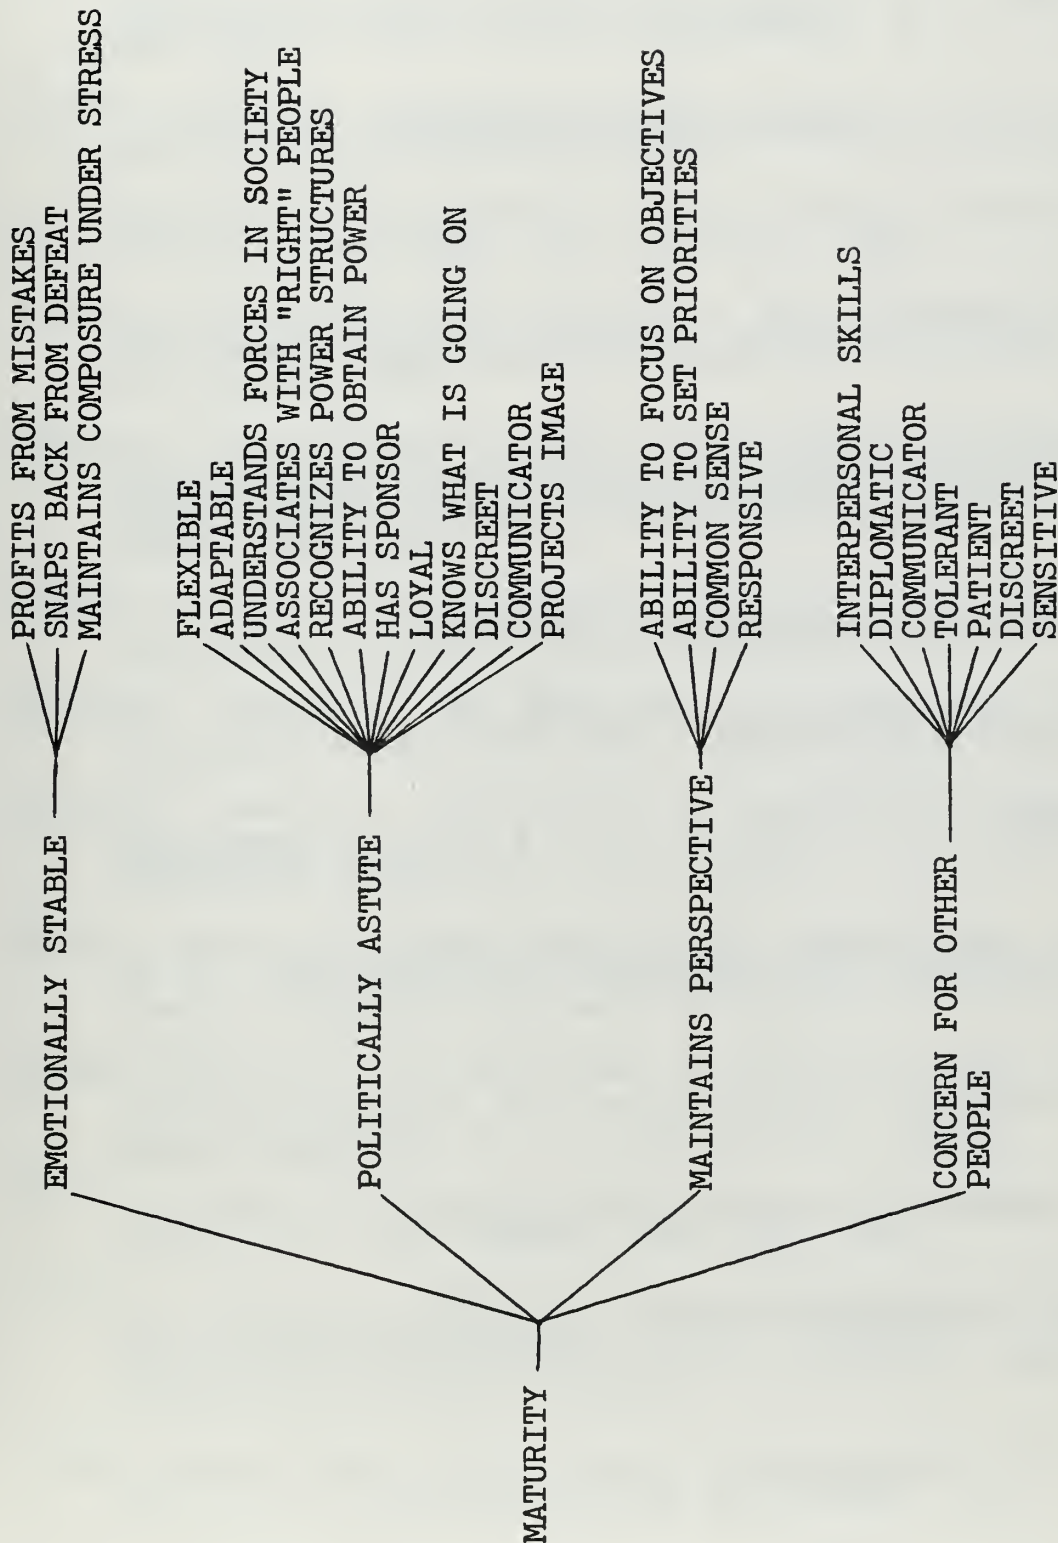 MATURITY
EMOTIONALLY STABLE
PROFITS FROM MISTAKES
SNAPS BACK FROM DEFEAT
MAINTAINS COMPOSURE UNDER STRESS
POLITICALLY ASTUTE
FLEXIBLE
ADAPTABLE
UNDERSTANDS FORCES IN SOCIETY
ASSOCIATES WITH "RIGHT" PEOPLE
RECOGNIZES POWER STRUCTURES
ABILITY TO OBTAIN POWER
HAS SPONSOR
LOYAL
KNOWS WHAT IS GOING ON
DISCREET
COMMUNICATOR
PROJECTS IMAGE
MAINTAINS PERSPECTIVE
ABILITY TO FOCUS ON OBJECTIVES
ABILITY TO SET PRIORITIES
COMMON SENSE
RESPONSIVE
CONCERN FOR OTHER
PEOPLE
INTERPERSONAL SKILLS
DIPLOMATIC
COMMUNICATOR
TOLERANT
PATIENT
DISCREET
SENSITIVE